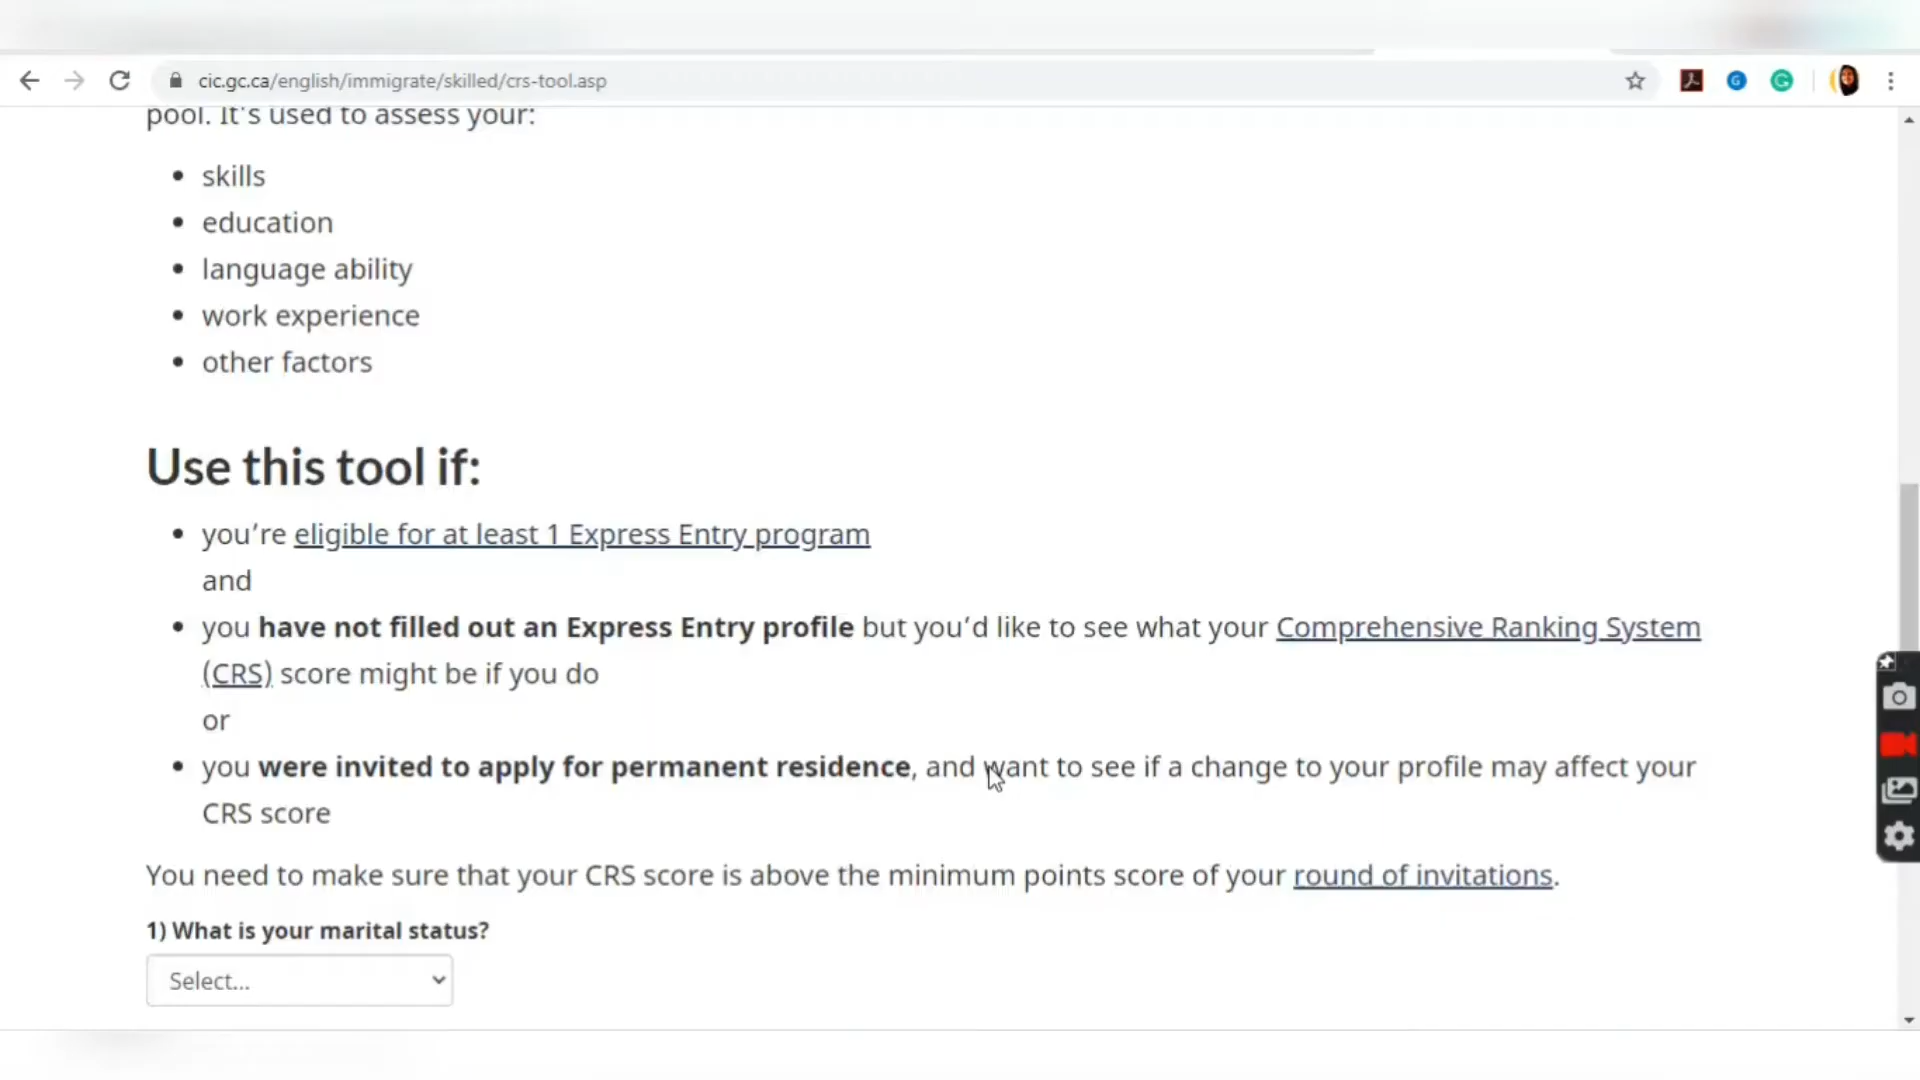 cic.gc.ca/english/immigrate/skilled/crs-tool.asp
pool. It's used to assess your:
• skills
• education
• language ability
• work experience
• other factors
Use this tool if:
• you’re eligible for at least 1 Express Entry program
and
• you have not filled out an Express Entry profile but you’d like to see what your Comprehensive Ranking System
(CRS) score might be if you do
or
• you were invited to apply for permanent residence, and want to see if a change to your profile may affect your
CRS score
You need to make sure that your CRS score is above the minimum points score of your round of invitations.
1) What is your marital status?
Select...